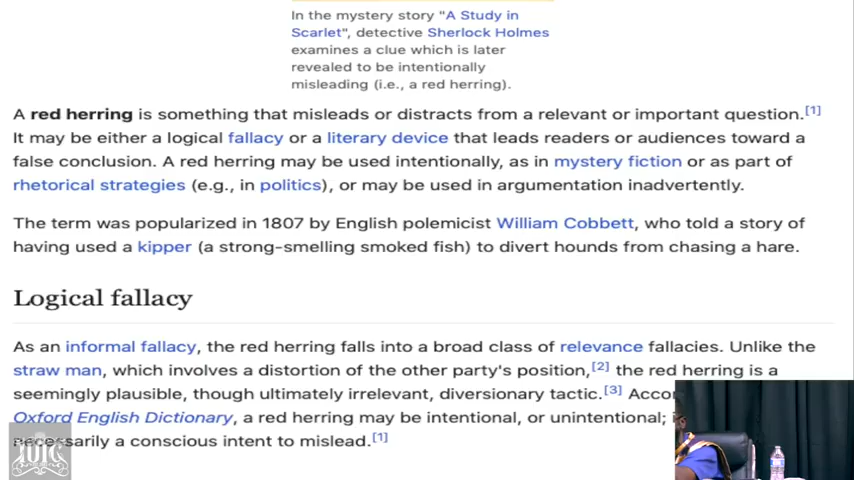 In the mystery story "A Study in
Scarlet", detective Sherlock Holmes
examines a clue which is later
revealed to be intentionally
misleading (i.e., a red herring).
A red herring is something that misleads or distracts from a relevant or important question.[1]
It may be either a logical fallacy or a literary device that leads readers or audiences toward a
false conclusion. A red herring may be used intentionally, as in mystery fiction or as part of
rhetorical strategies (e.g., in politics), or may be used in argumentation inadvertently.
The term was popularized in 1807 by English polemicist William Cobbett, who told a story of
having used a kipper (a strong-smelling smoked fish) to divert hounds from chasing a hare.
Logical fallacy
As an informal fallacy, the red herring falls into a broad class of relevance fallacies. Unlike the
straw man, which involves a distortion of the other party's position,[2] the red herring is a
seemingly plausible, though ultimately irrelevant, diversionary tactic.[3]
Oxford English Dictionary, a red herring may be intentional, or unintentional;
necessarily a conscious intent to mislead.[1]
IUIC